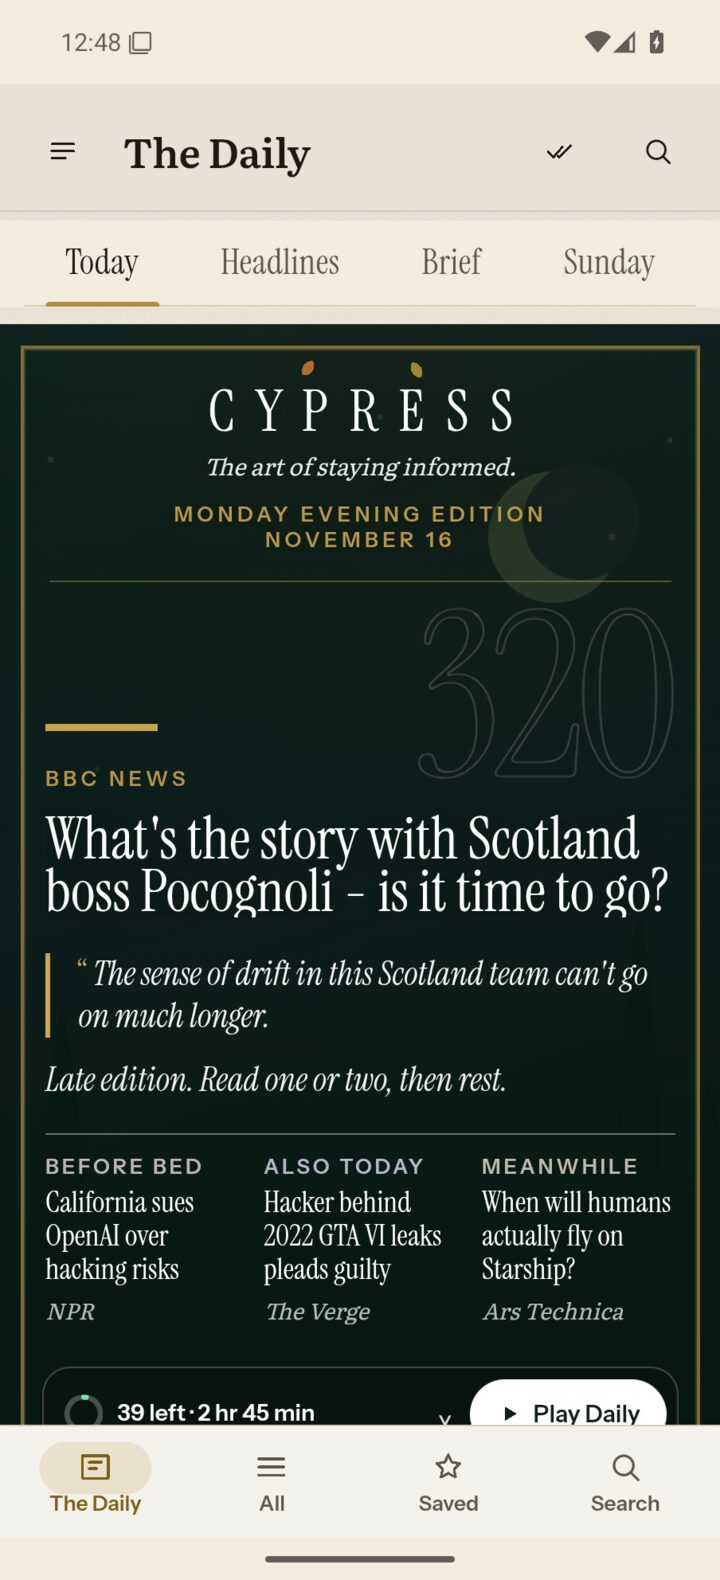 12:48
The Daily
Today Headlines Brief Sunday
CYPRESS
The art of staying informed.
MONDAY EVENING EDITION
NOVEMBER 16
320
BBC NEWS
What's the story with Scotland
boss Pocognoli – is it time to go?
“ The sense of drift in this Scotland team can't go
on much longer.
Late edition. Read one or two, then rest.
BEFORE BED
California sues
OpenAI over
hacking risks
NPR
ALSO TODAY
Hacker behind
2022 GTA VI leaks
pleads guilty
The Verge
MEANWHILE
When will humans
actually fly on
Starship?
Ars Technica
39 left · 2 hr 45 min
Play Daily
The Daily All Saved Search